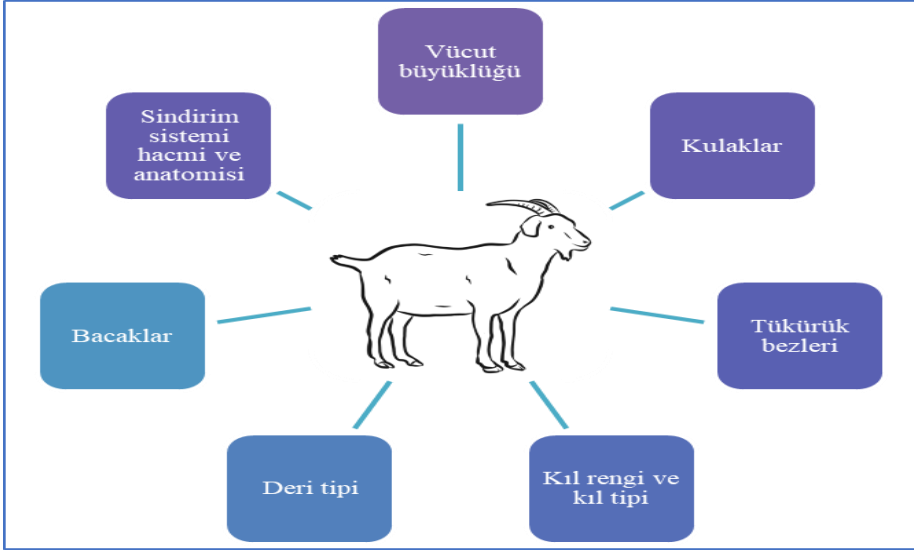 Vücut
büyüklüğü
Kulaklar
Tükürük
bezleri
Kıl rengi ve
kıl tipi
Deri tipi
Bacaklar
Sindirim
sistemi
hacmi ve
anatomisi